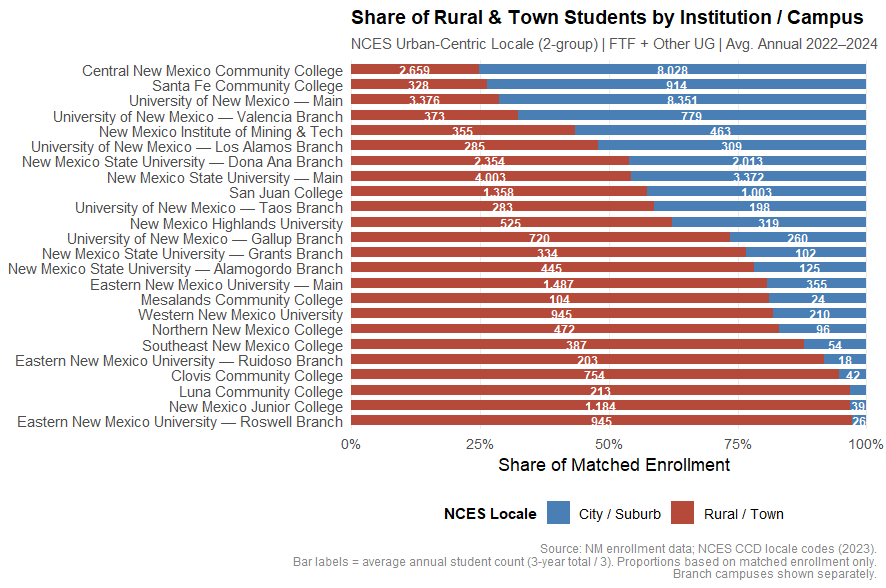 Share of Rural & Town Students by Institution / Campus
NCES Urban-Centric Locale (2-group) | FTF + Other UG | Avg. Annual 2022–2024
Central New Mexico Community College 2,659 8,028
Santa Fe Community College 328 914
University of New Mexico — Main 3,376 8,351
University of New Mexico — Valencia Branch 373 779
New Mexico Institute of Mining & Tech 355 463
University of New Mexico — Los Alamos Branch 285 309
New Mexico State University — Dona Ana Branch 2,354 2,013
New Mexico State University — Main 4,003 3,372
San Juan College 1,358 1,003
University of New Mexico — Taos Branch 283 198
New Mexico Highlands University 525 319
University of New Mexico — Gallup Branch 720 260
New Mexico State University — Grants Branch 334 102
New Mexico State University — Alamogordo Branch 445 125
Eastern New Mexico University — Main 1,487 355
Mesalands Community College 104 24
Western New Mexico University 945 210
Northern New Mexico College 472 96
Southeast New Mexico College 387 54
Eastern New Mexico University — Ruidoso Branch 203 18
Clovis Community College 754 42
Luna Community College 213
New Mexico Junior College 1,184 39
Eastern New Mexico University — Roswell Branch 945 26
0% 25% 50% 75% 100%
Share of Matched Enrollment
NCES Locale City / Suburb Rural / Town
Source: NM enrollment data; NCES CCD locale codes (2023).
Bar labels = average annual student count (3-year total / 3). Proportions based on matched enrollment only.
Branch campuses shown separately.